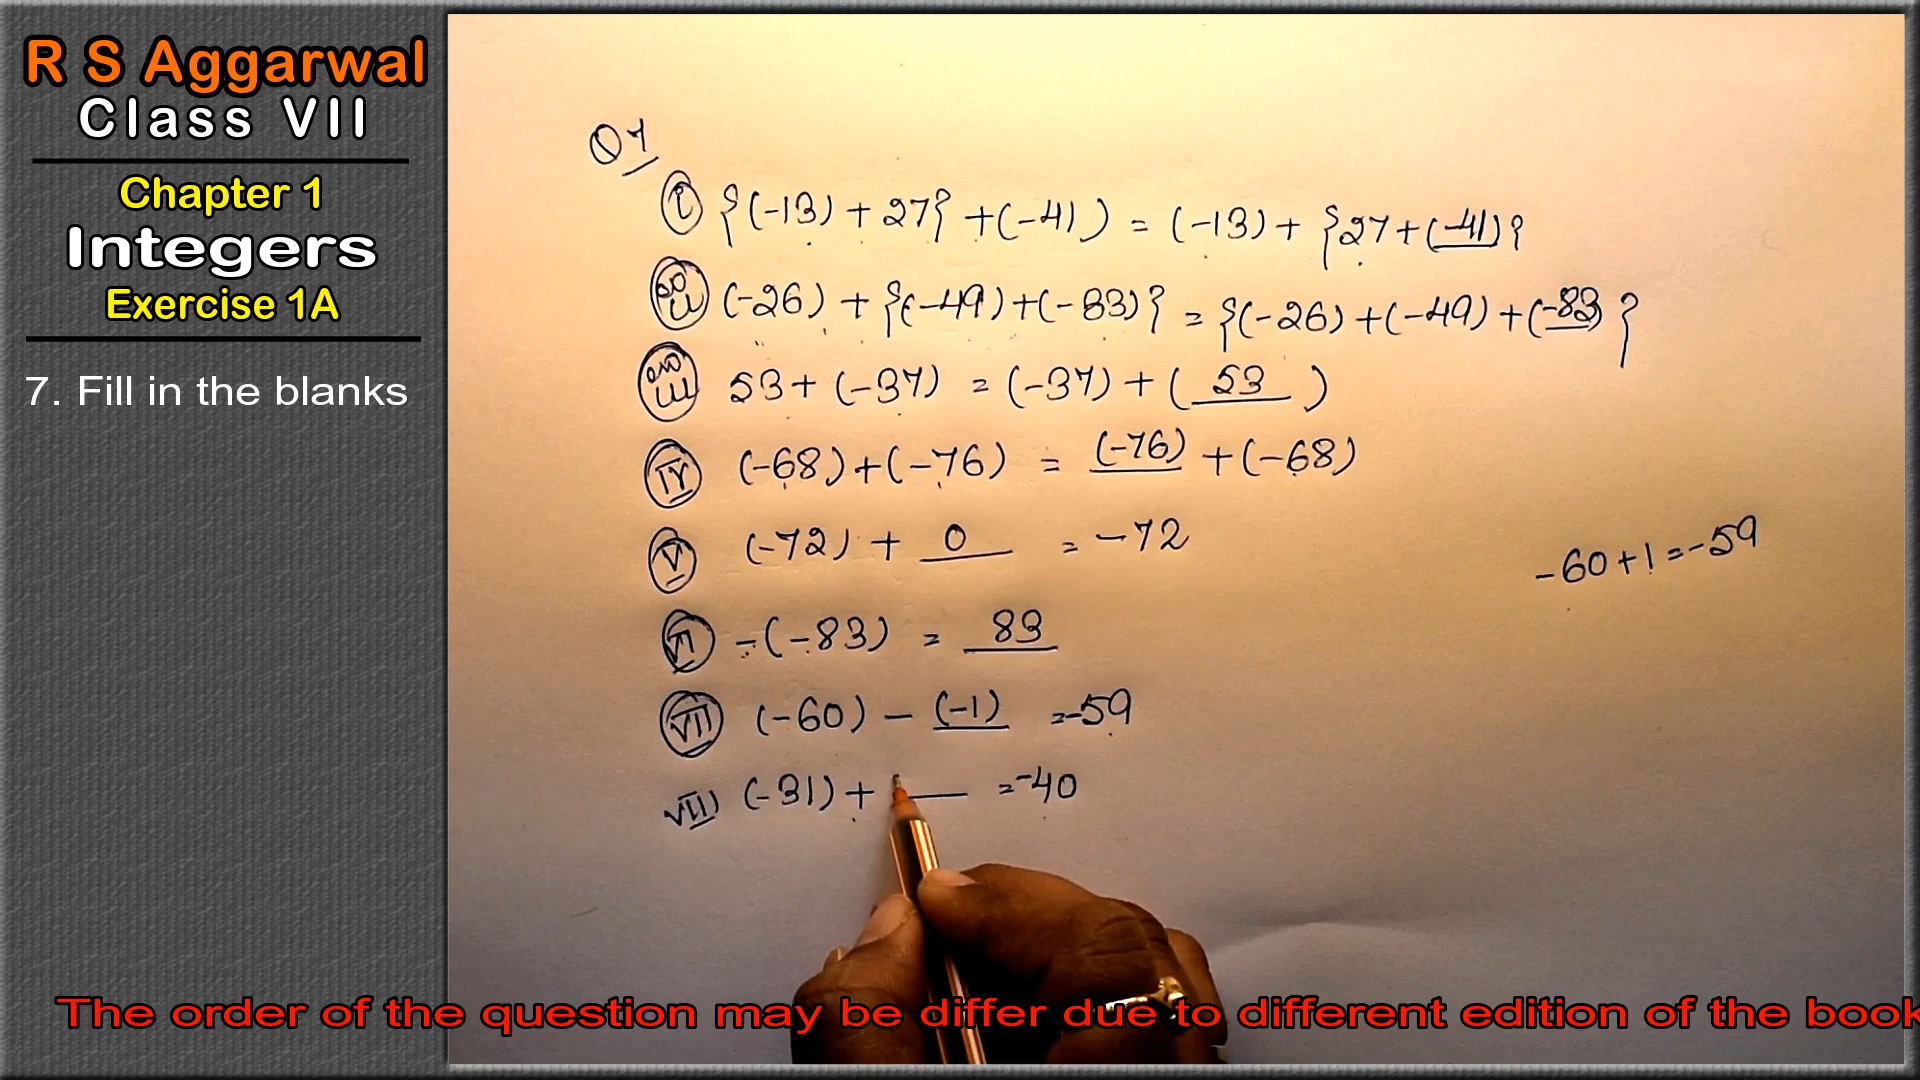 R S Aggarwal
Class VII
Chapter 1
Integers
Exercise 1A
7. Fill in the blanks
Q7
(i) {(-13) + 27} + (-41) = (-13) + {27 + (-41)}
(ii) (-26) + {(-49) + (-83)} = {(-26) + (-49) + (-83)}
(iii) 53 + (-37) = (-37) + (53)
(IV) (-68) + (-76) = (-76) + (-68)
(V) (-72) + 0 = -72
-60 + 1 = -59
(VI) -(-83) = 83
(VII) (-60) - (-1) = -59
VII) (-31) + ___ = -40
The order of the question may be differ due to different edition of the book